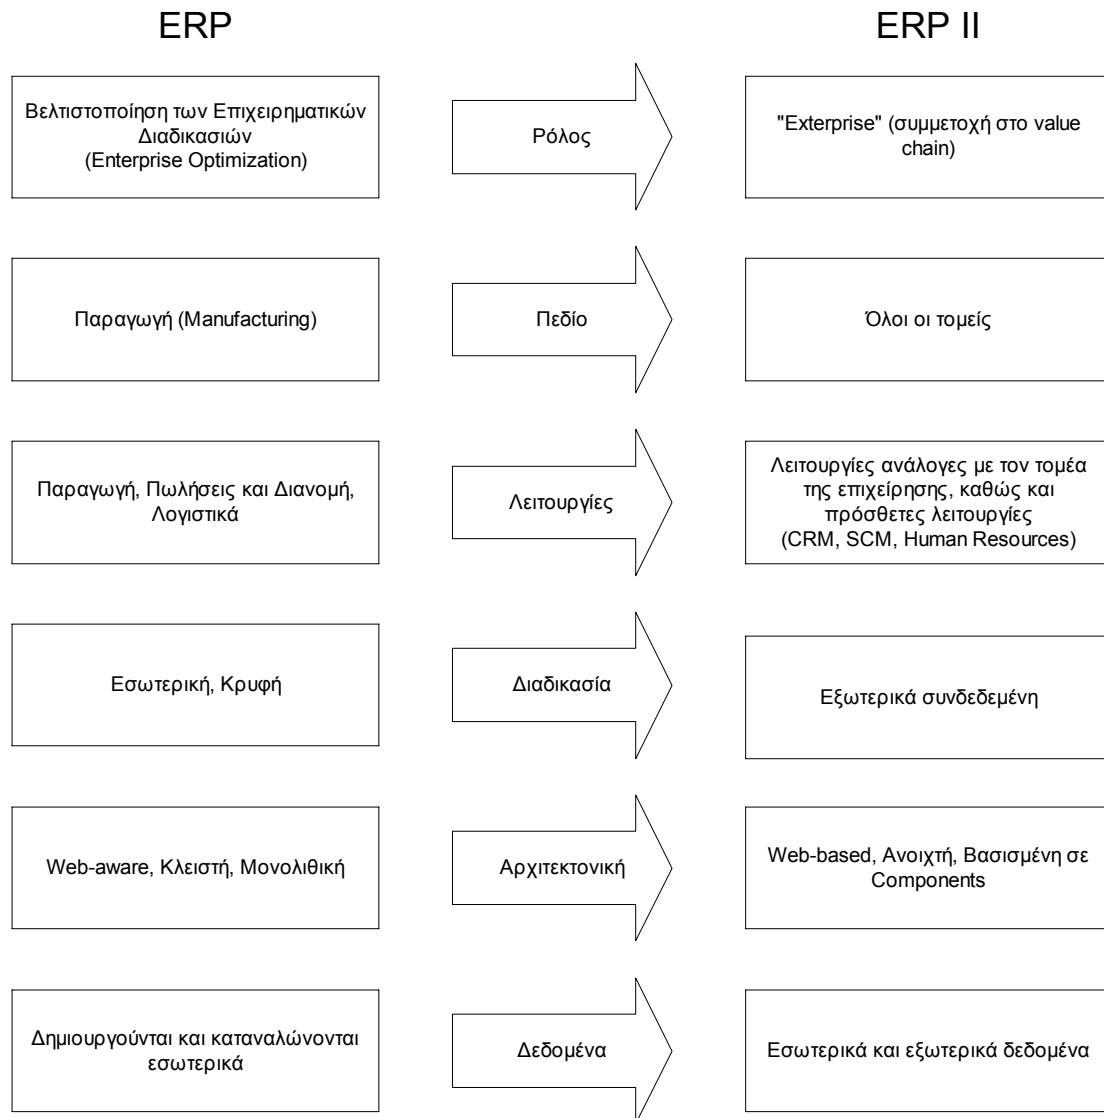 ERP
ERP II
Βελτιστοποίηση των Επιχειρηματικών
Διαδικασιών
(Enterprise Optimization)
Ρόλος
"Exterprise" (συμμετοχή στο value
chain)
Παραγωγή (Manufacturing)
Πεδίο
Όλοι οι τομείς
Παραγωγή, Πωλήσεις και Διανομή,
Λογιστικά
Λειτουργίες
Λειτουργίες ανάλογες με τον τομέα
της επιχείρησης, καθώς και
πρόσθετες λειτουργίες
(CRM, SCM, Human Resources)
Εσωτερική, Κρυφή
Διαδικασία
Εξωτερικά συνδεδεμένη
Web-aware, Κλειστή, Μονολιθική
Αρχιτεκτονική
Web-based, Ανοιχτή, Βασισμένη σε
Components
Δημιουργούνται και καταναλώνονται
εσωτερικά
Δεδομένα
Εσωτερικά και εξωτερικά δεδομένα